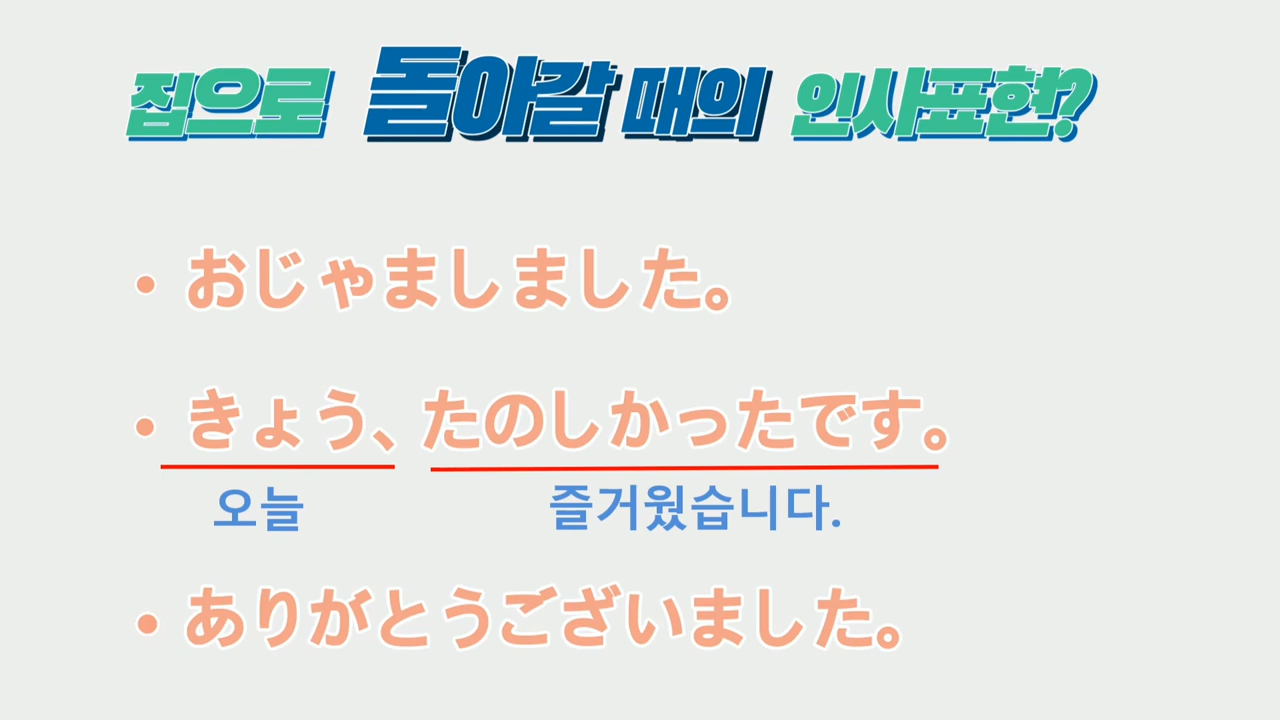 집으로 돌아갈 때의 인사표현?
• おじゃましました。
• きょう、たのしかったです。
오늘 즐거웠습니다.
• ありがとうございました。